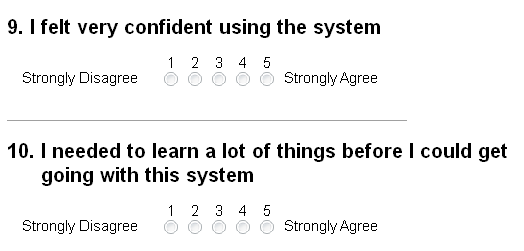 9. I felt very confident using the system
1 2 3 4 5
Strongly Disagree Strongly Agree
10. I needed to learn a lot of things before I could get
going with this system
1 2 3 4 5
Strongly Disagree Strongly Agree